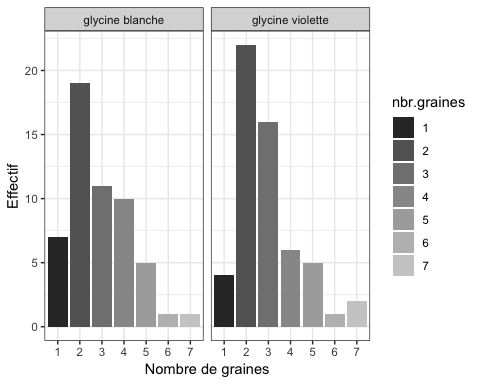 glycine blanche
glycine violette
20
15
10
5
0
Effectif
1 2 3 4 5 6 7
1 2 3 4 5 6 7
Nombre de graines
nbr.graines
1
2
3
4
5
6
7